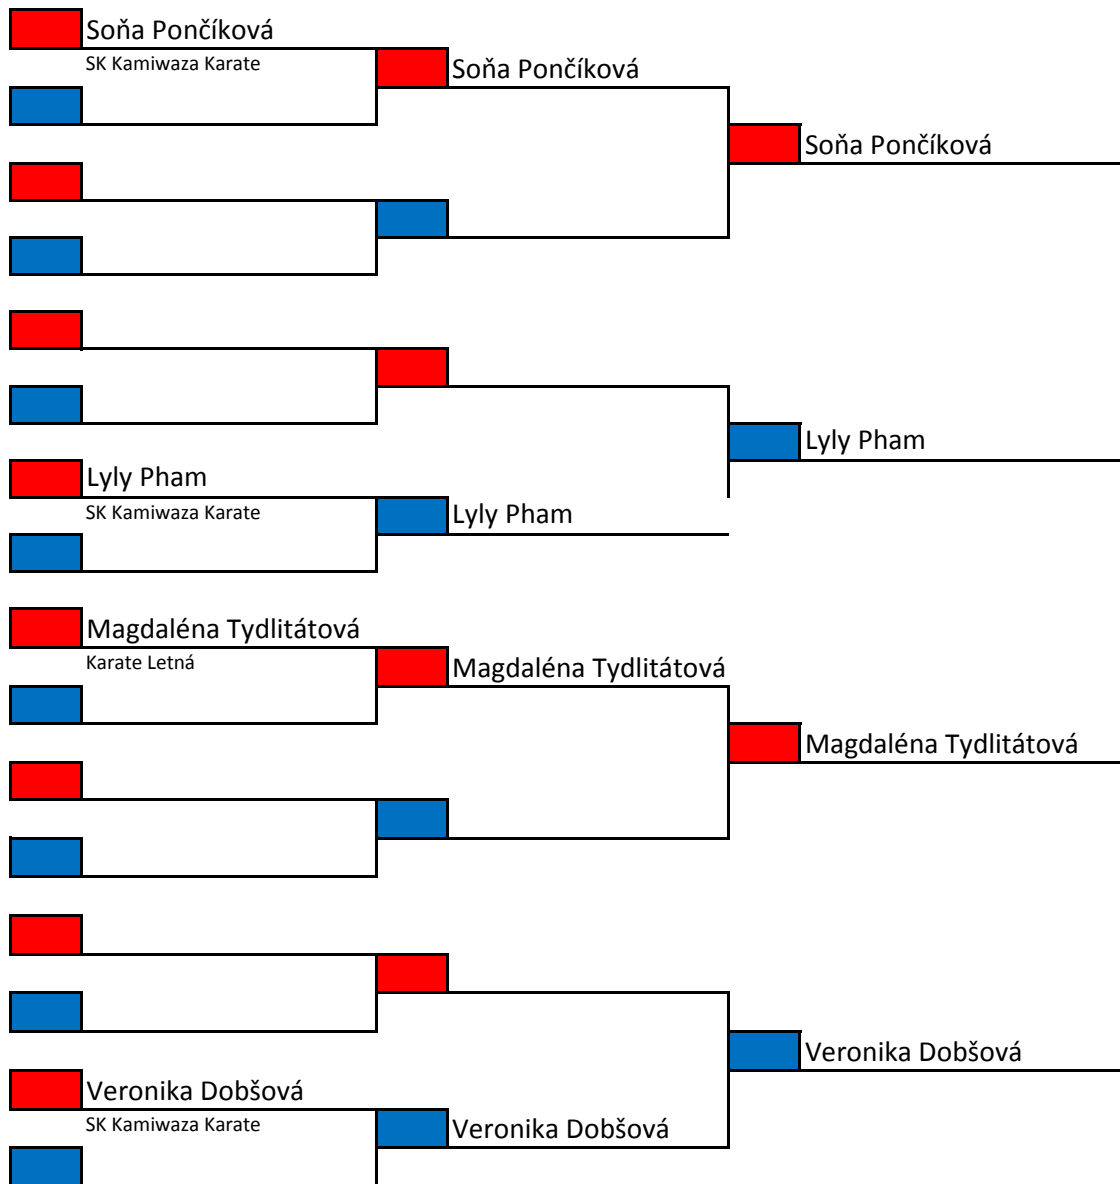 Soňa Pončíková
SK Kamiwaza Karate
Soňa Pončíková
Soňa Pončíková
Lyly Pham
Lyly Pham
SK Kamiwaza Karate
Lyly Pham
Magdaléna Tydlitátová
Karate Letná
Magdaléna Tydlitátová
Magdaléna Tydlitátová
Veronika Dobšová
Veronika Dobšová
SK Kamiwaza Karate
Veronika Dobšová